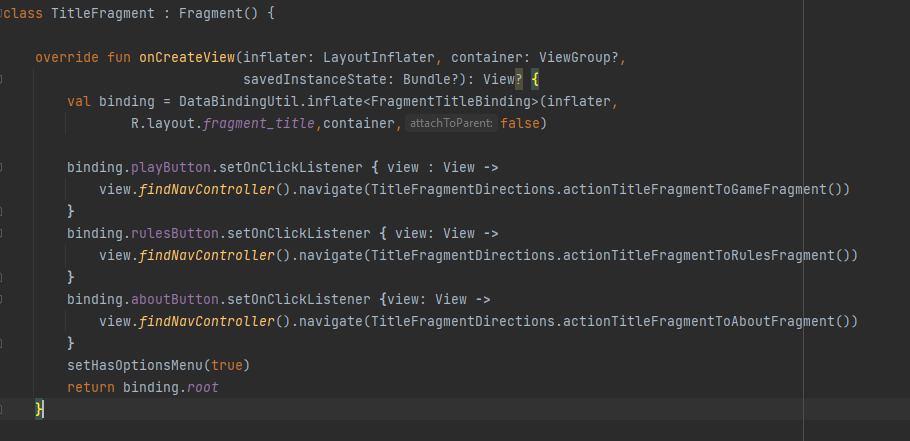 class TitleFragment : Fragment() {
override fun onCreateView(inflater: LayoutInflater, container: ViewGroup?,
savedInstanceState: Bundle?): View? {
val binding = DataBindingUtil.inflate<FragmentTitleBinding>(inflater,
R.layout.fragment_title,container, attachToParent: false)
binding.playButton.setOnClickListener { view : View ->
view.findNavController().navigate(TitleFragmentDirections.actionTitleFragmentToGameFragment())
}
binding.rulesButton.setOnClickListener { view: View ->
view.findNavController().navigate(TitleFragmentDirections.actionTitleFragmentToRulesFragment())
}
binding.aboutButton.setOnClickListener {view: View ->
view.findNavController().navigate(TitleFragmentDirections.actionTitleFragmentToAboutFragment())
}
setHasOptionsMenu(true)
return binding.root
}